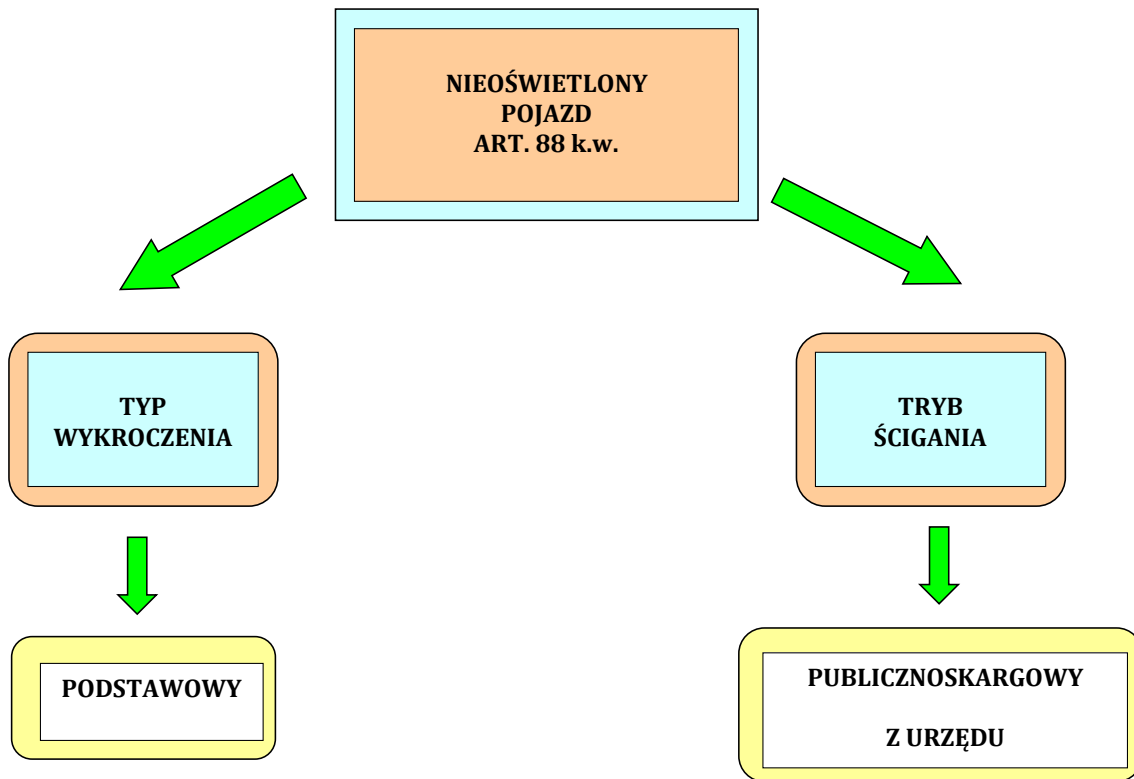 NIEOŚWIETLONY
POJAZD
ART. 88 k.w.
TYP
WYKROCZENIA
TRYB
ŚCIGANIA
PODSTAWOWY
PUBLICZNOSKARGOWY
Z URZĘDU